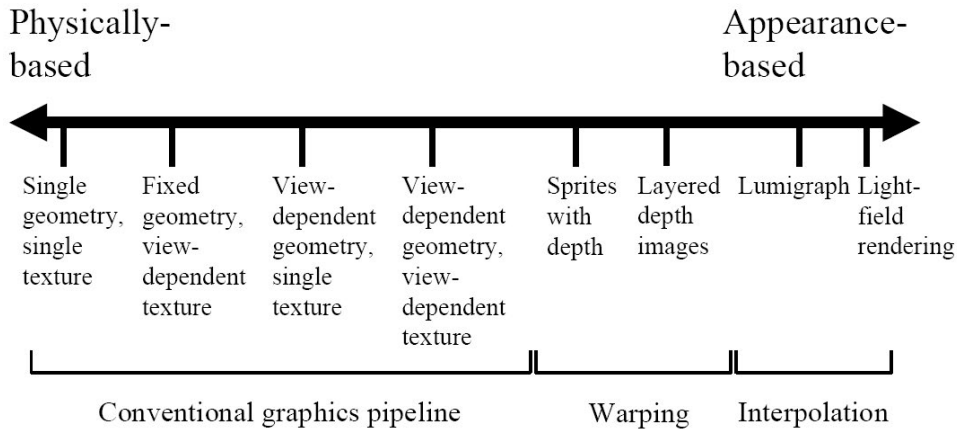 Physically-
based
Appearance-
based
Single
geometry,
single
texture
Fixed
geometry,
view-
dependent
texture
View-
dependent
geometry,
single
texture
View-
dependent
geometry,
view-
dependent
texture
Sprites
with
depth
Layered
depth
images
Lumigraph
Light-
field
rendering
Conventional graphics pipeline
Warping
Interpolation